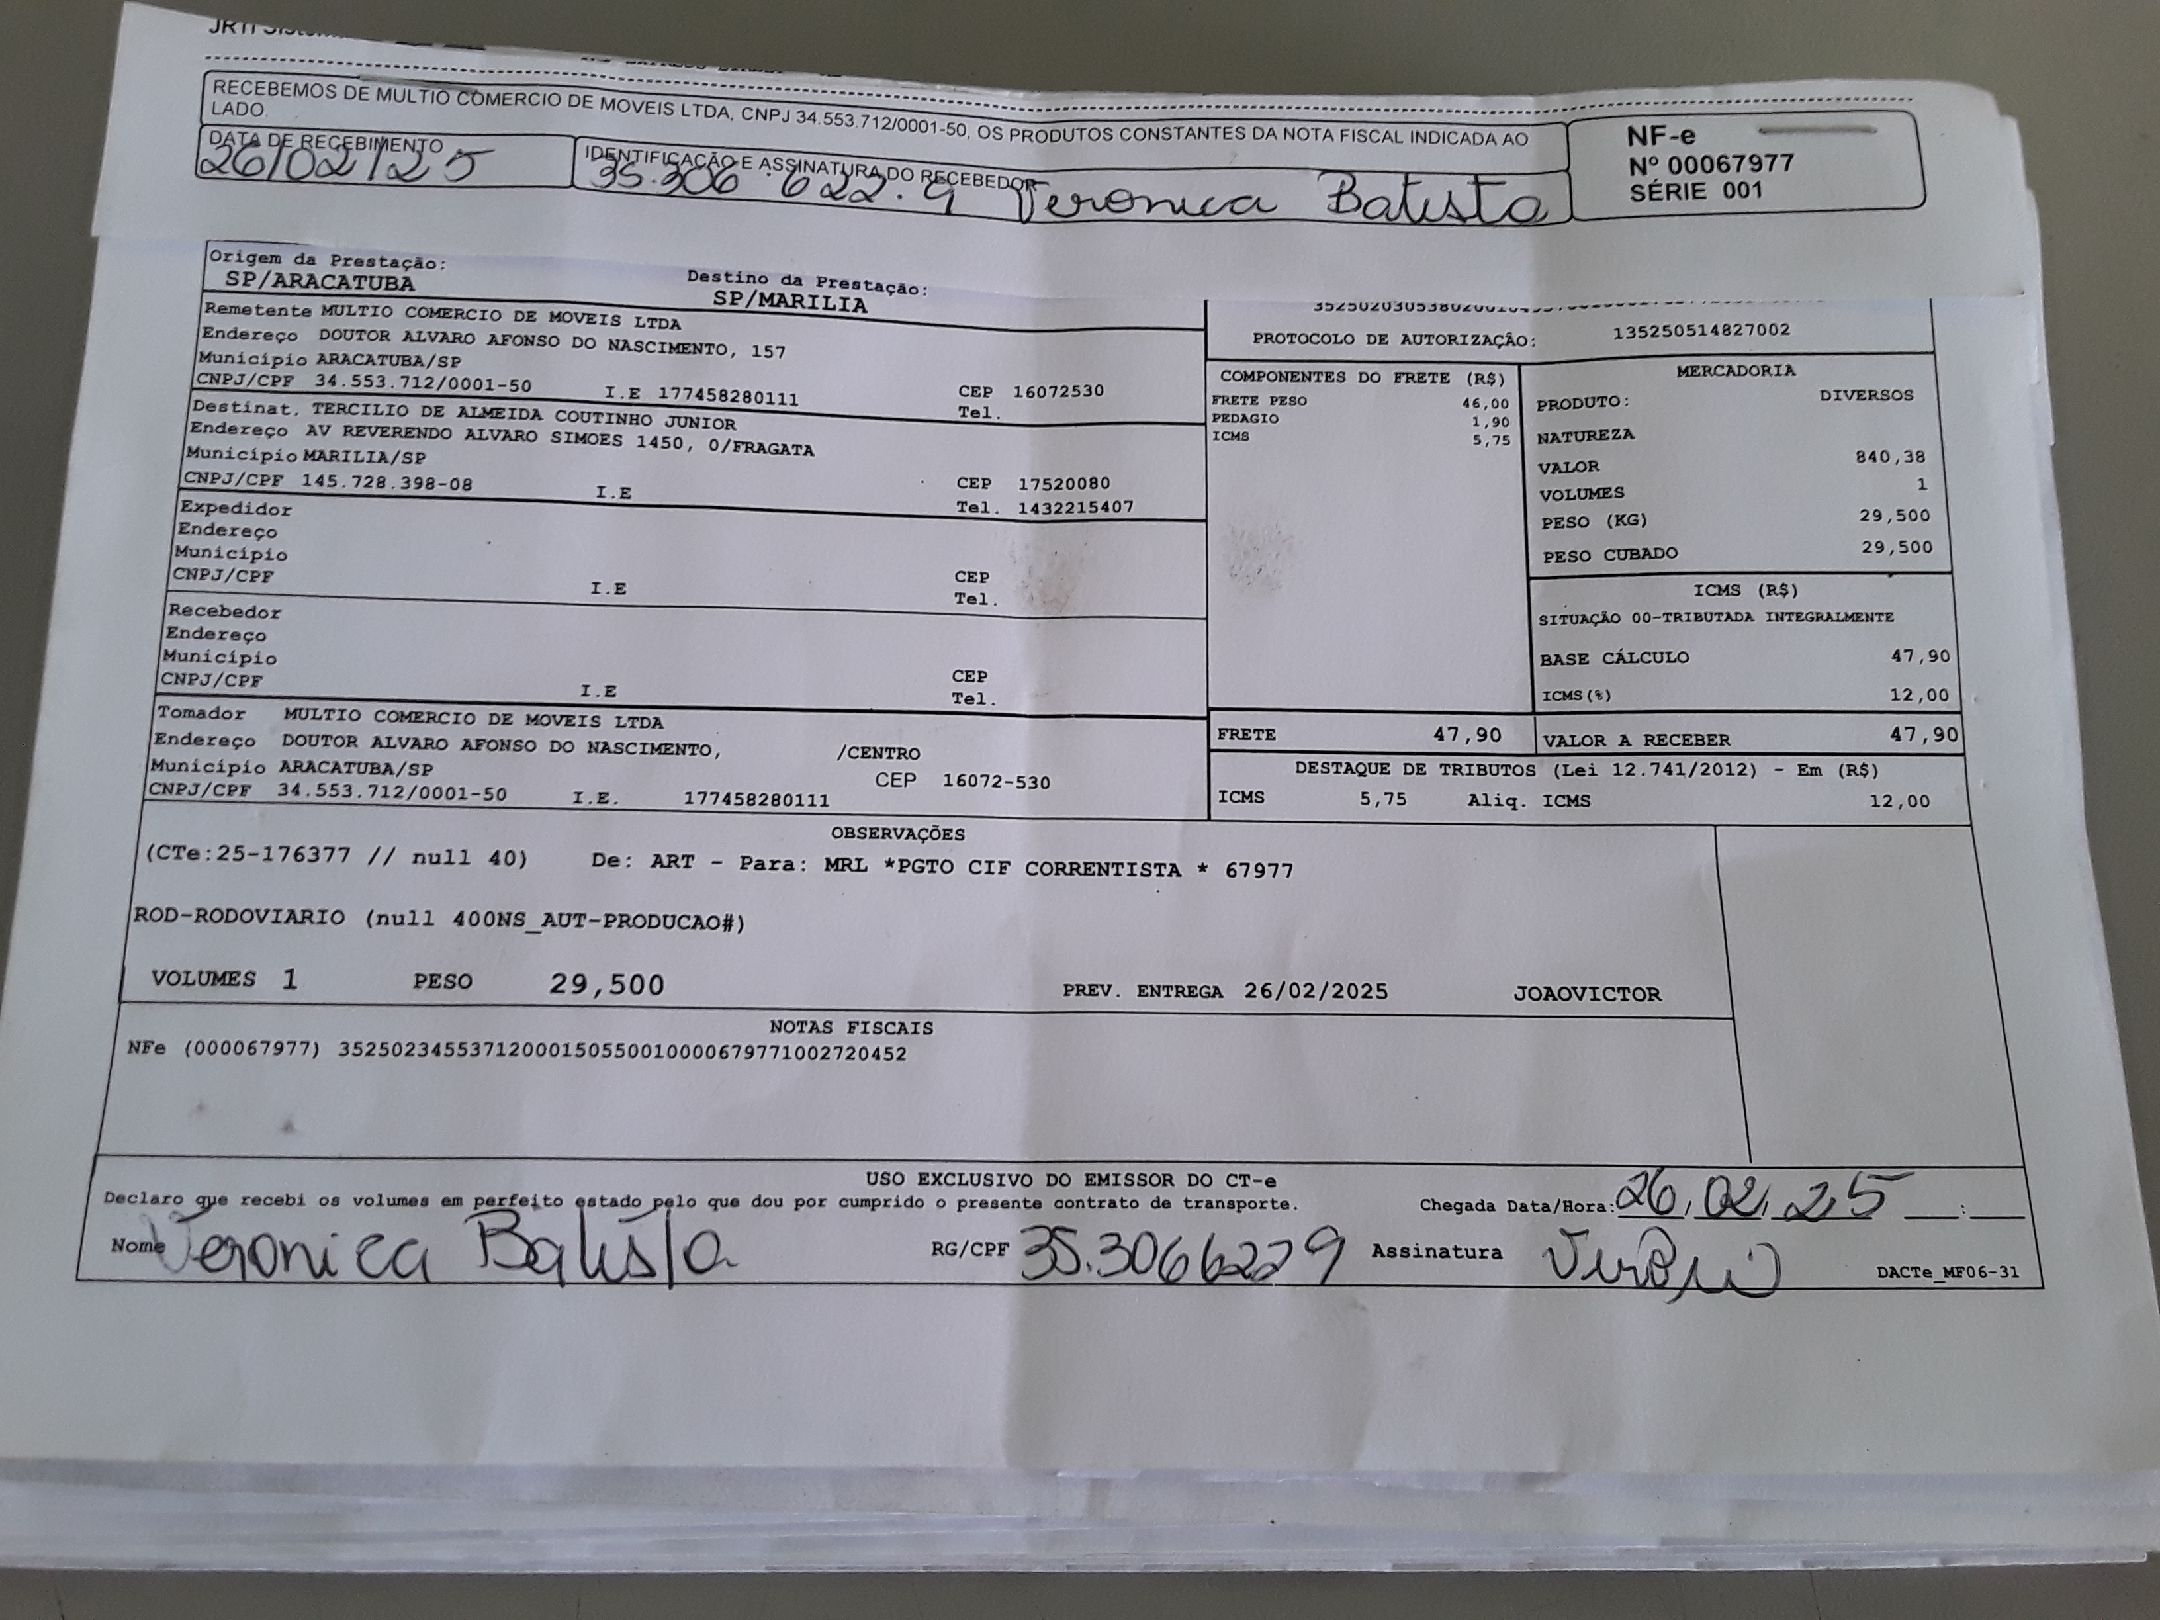 RECEBEMOS DE MULTIO COMERCIO DE MOVEIS LTDA, CNPJ 34.553.712/0001-50, OS PRODUTOS CONSTANTES DA NOTA FISCAL INDICADA AO
LADO.
DATA DE RECEBIMENTO
26/02/25
IDENTIFICAÇÃO E ASSINATURA DO RECEBEDOR
35.306.622.9 Veronica Batista
NF-e
Nº 00067977
SÉRIE 001
Origem da Prestação:
SP/ARACATUBA
Destino da Prestação:
SP/MARILIA
Remetente MULTIO COMERCIO DE MOVEIS LTDA
Endereço DOUTOR ALVARO AFONSO DO NASCIMENTO, 157
Município ARACATUBA/SP
CNPJ/CPF 34.553.712/0001-50 I.E 177458280111 CEP 16072530
Tel.
Destinat. TERCILIO DE ALMEIDA COUTINHO JUNIOR
Endereço AV REVERENDO ALVARO SIMOES 1450, 0/FRAGATA
Município MARILIA/SP
CNPJ/CPF 145.728.398-08 I.E CEP 17520080
Tel. 1432215407
Expedidor
Endereço
Município
CNPJ/CPF I.E CEP
Tel.
Recebedor
Endereço
Município
CNPJ/CPF I.E CEP
Tel.
Tomador MULTIO COMERCIO DE MOVEIS LTDA
Endereço DOUTOR ALVARO AFONSO DO NASCIMENTO, /CENTRO
Município ARACATUBA/SP CEP 16072-530
CNPJ/CPF 34.553.712/0001-50 I.E. 177458280111
PROTOCOLO DE AUTORIZAÇÃO: 135250514827002
COMPONENTES DO FRETE (R$)
FRETE PESO 46,00
PEDAGIO 1,90
ICMS 5,75
MERCADORIA
PRODUTO: DIVERSOS
NATUREZA
VALOR 840,38
VOLUMES 1
PESO (KG) 29,500
PESO CUBADO 29,500
ICMS (R$)
SITUAÇÃO 00-TRIBUTADA INTEGRALMENTE
BASE CÁLCULO 47,90
ICMS(%) 12,00
FRETE 47,90 VALOR A RECEBER 47,90
DESTAQUE DE TRIBUTOS (Lei 12.741/2012) - Em (R$)
ICMS 5,75 Aliq. ICMS 12,00
OBSERVAÇÕES
(CTe:25-176377 // null 40) De: ART - Para: MRL *PGTO CIF CORRENTISTA * 67977
ROD-RODOVIARIO (null 400NS_AUT-PRODUCAO#)
VOLUMES 1 PESO 29,500 PREV. ENTREGA 26/02/2025 JOAOVICTOR
NOTAS FISCAIS
NFe (000067977) 35250234553712000150550010000679771002720452
USO EXCLUSIVO DO EMISSOR DO CT-e
Declaro que recebi os volumes em perfeito estado pelo que dou por cumprido o presente contrato de transporte. Chegada Data/Hora: 26,02,25 __:__
Nome Veronica Batista RG/CPF 35.3066229 Assinatura
DACTe_MF06-31